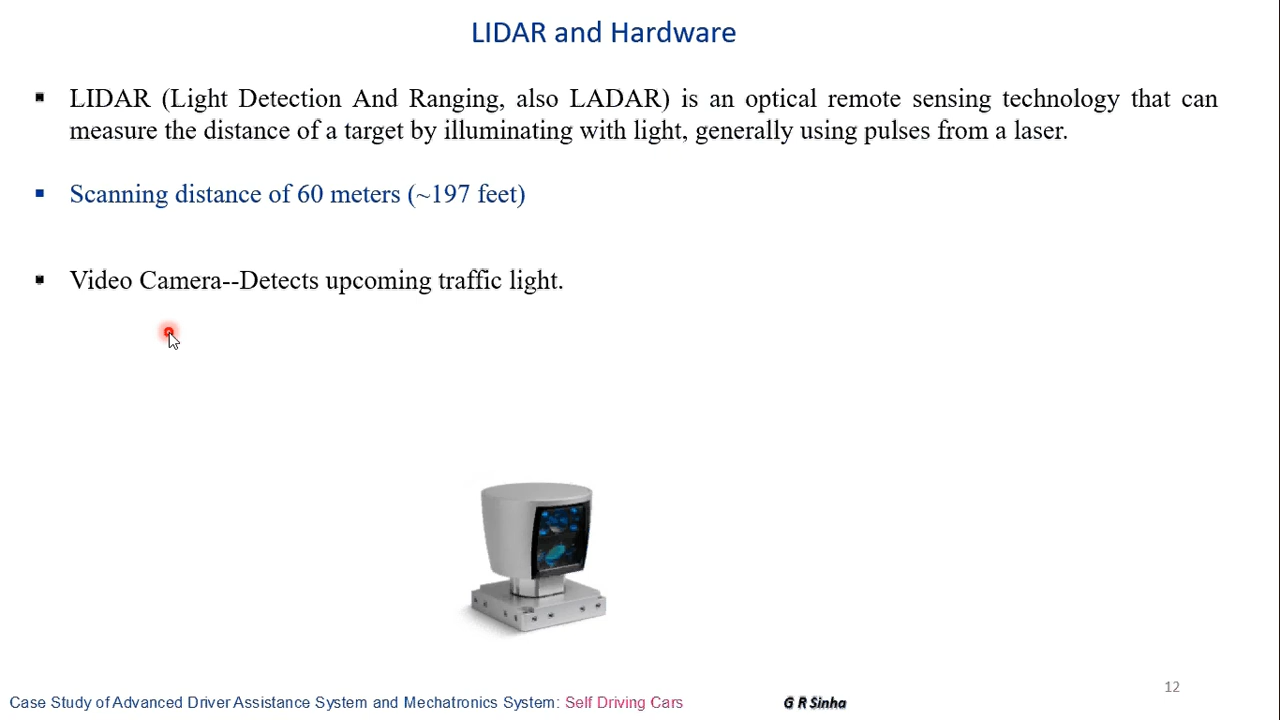 LIDAR and Hardware
▪ LIDAR (Light Detection And Ranging, also LADAR) is an optical remote sensing technology that can
measure the distance of a target by illuminating with light, generally using pulses from a laser.
▪ Scanning distance of 60 meters (~197 feet)
▪ Video Camera--Detects upcoming traffic light.
12
Case Study of Advanced Driver Assistance System and Mechatronics System: Self Driving Cars G R Sinha